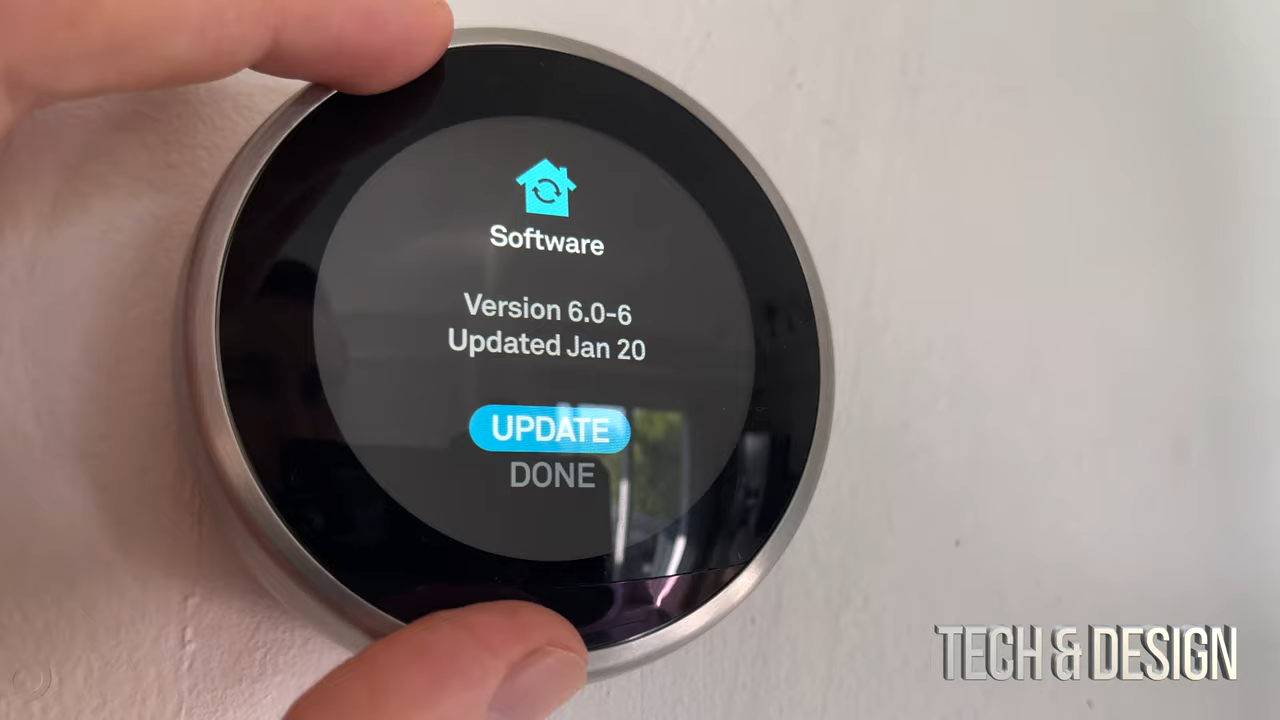 Software
Version 6.0-6
Updated Jan 20
UPDATE
DONE
TECH & DESIGN